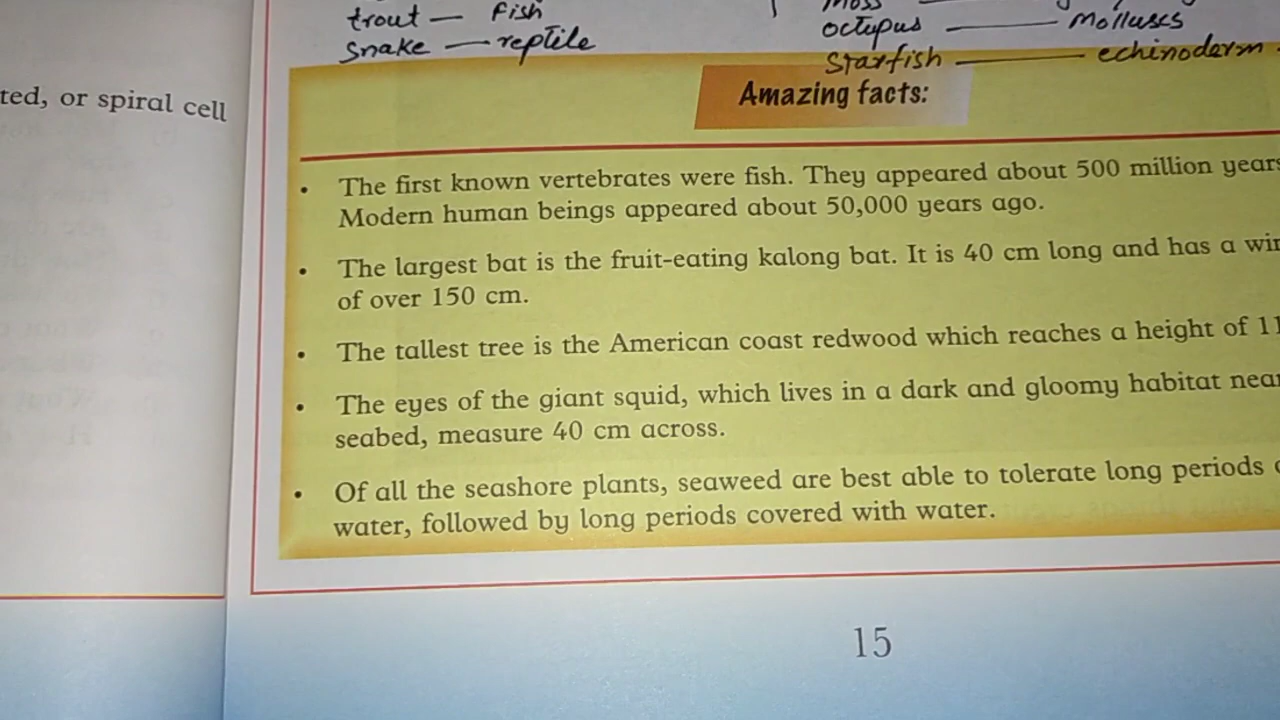 trout — Fish
Moss
snake — reptile
octupus — Molluscs
Starfish — echinoderm
ted, or spiral cell
Amazing facts:
• The first known vertebrates were fish. They appeared about 500 million years
Modern human beings appeared about 50,000 years ago.
• The largest bat is the fruit-eating kalong bat. It is 40 cm long and has a
of over 150 cm.
• The tallest tree is the American coast redwood which reaches a height of
• The eyes of the giant squid, which lives in a dark and gloomy habitat near
seabed, measure 40 cm across.
• Of all the seashore plants, seaweed are best able to tolerate long periods
water, followed by long periods covered with water.
15